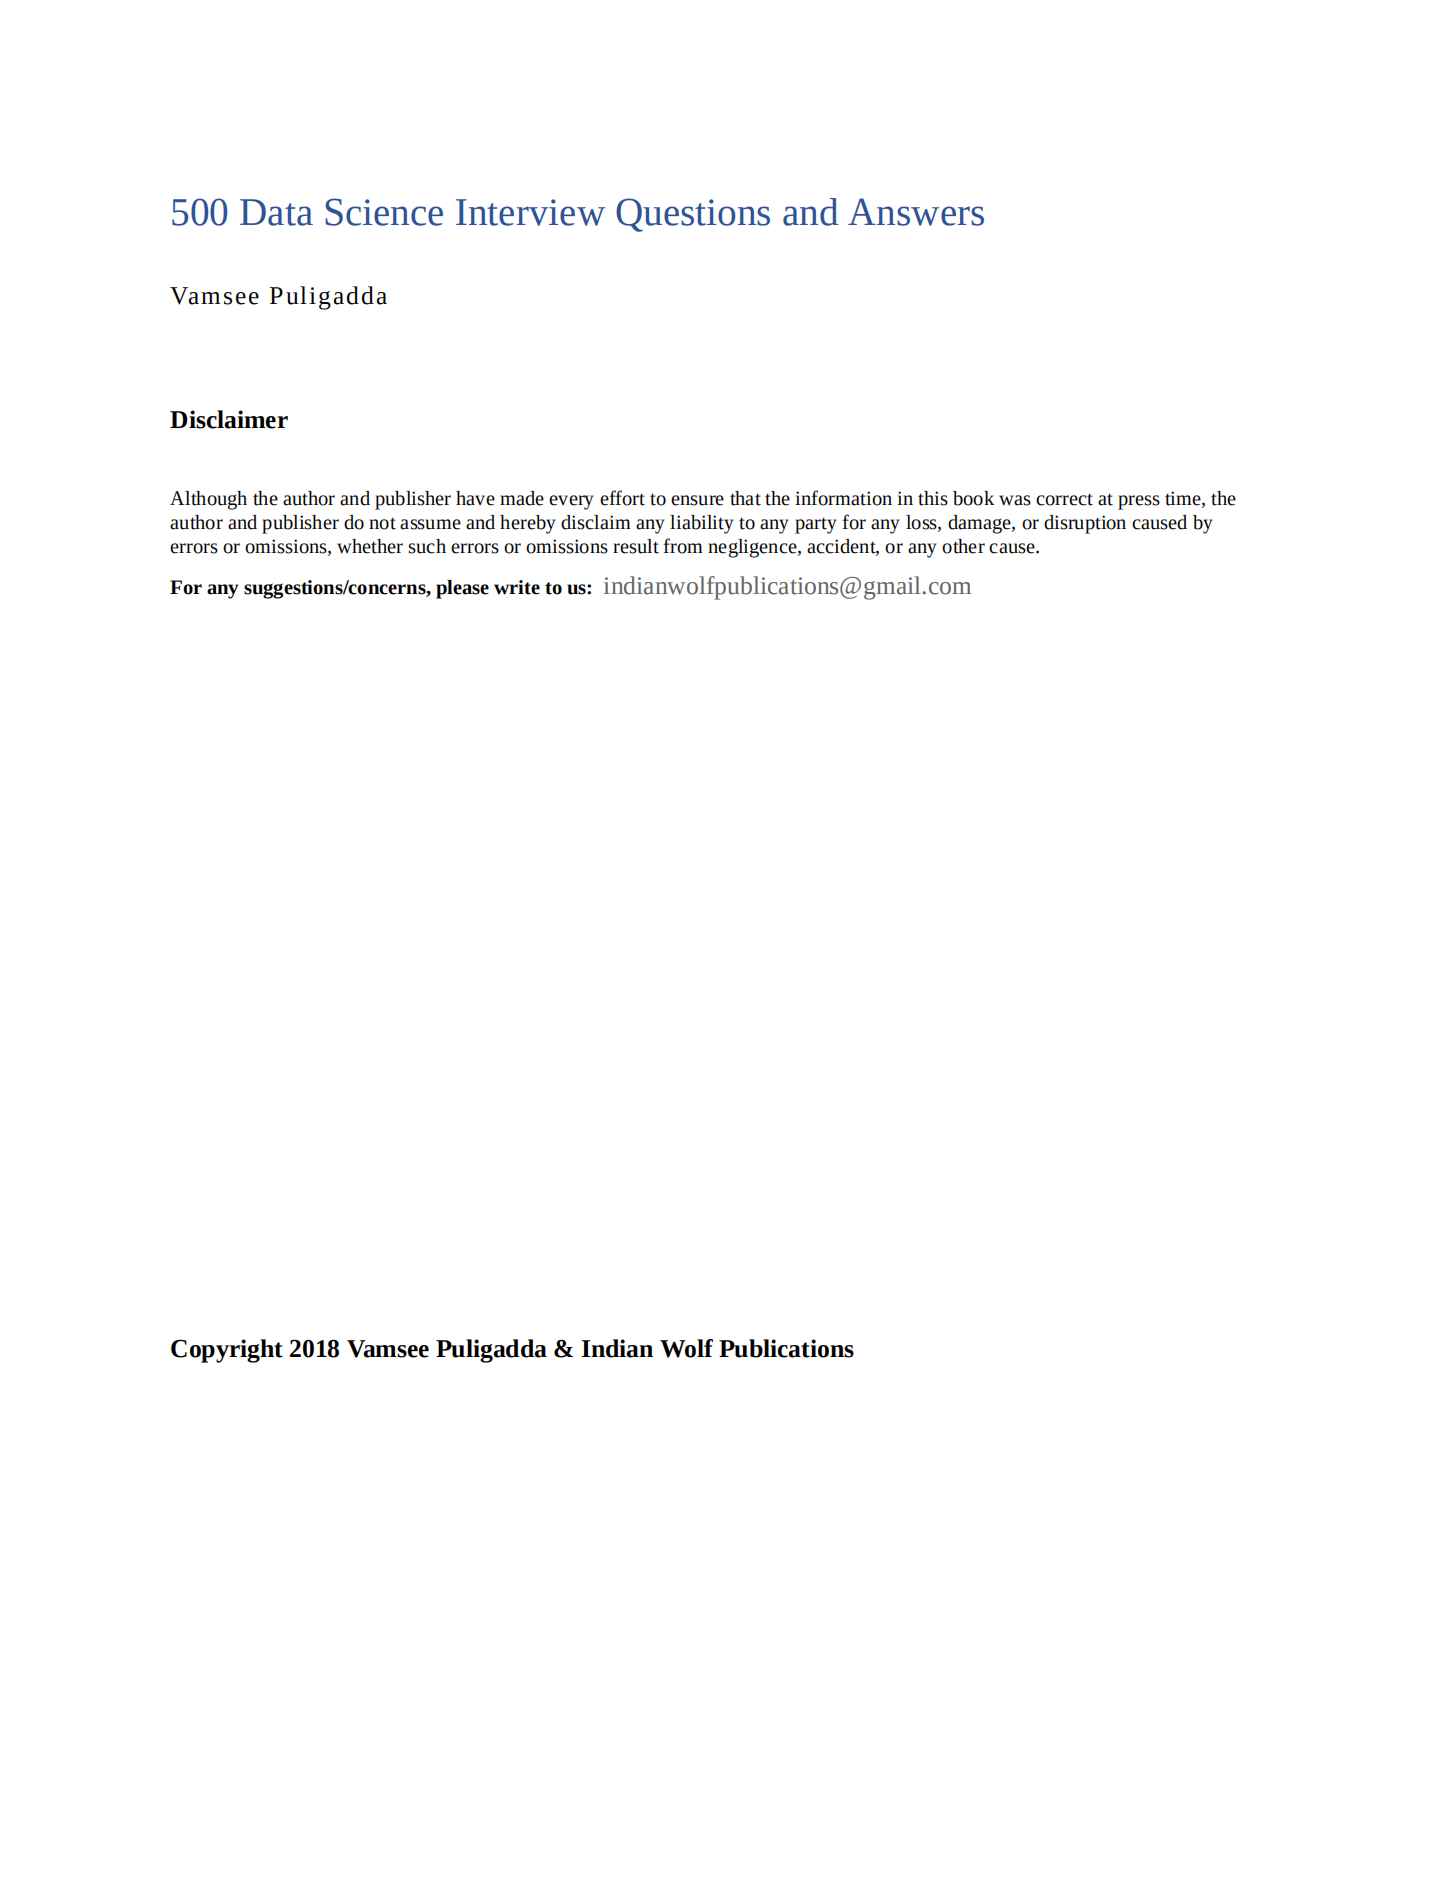 500 Data Science Interview Questions and Answers
Vamsee Puligadda
Disclaimer
Although the author and publisher have made every effort to ensure that the information in this book was correct at press time, the
author and publisher do not assume and hereby disclaim any liability to any party for any loss, damage, or disruption caused by
errors or omissions, whether such errors or omissions result from negligence, accident, or any other cause.
For any suggestions/concerns, please write to us: indianwolfpublications@gmail.com
Copyright 2018 Vamsee Puligadda & Indian Wolf Publications